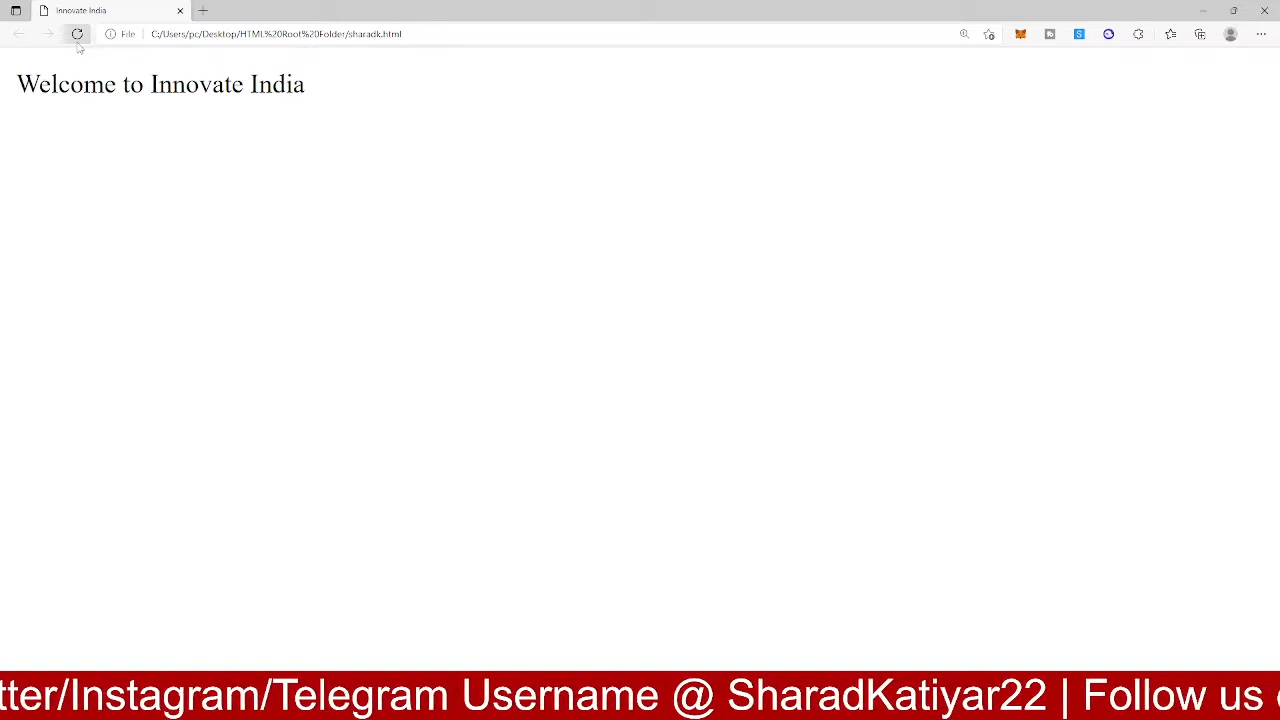 Innovate India
File C:/Users/pc/Desktop/HTML%20Root%20Folder/sharadk.html
S
Welcome to Innovate India
tter/Instagram/Telegram Username @ SharadKatiyar22 | Follow us